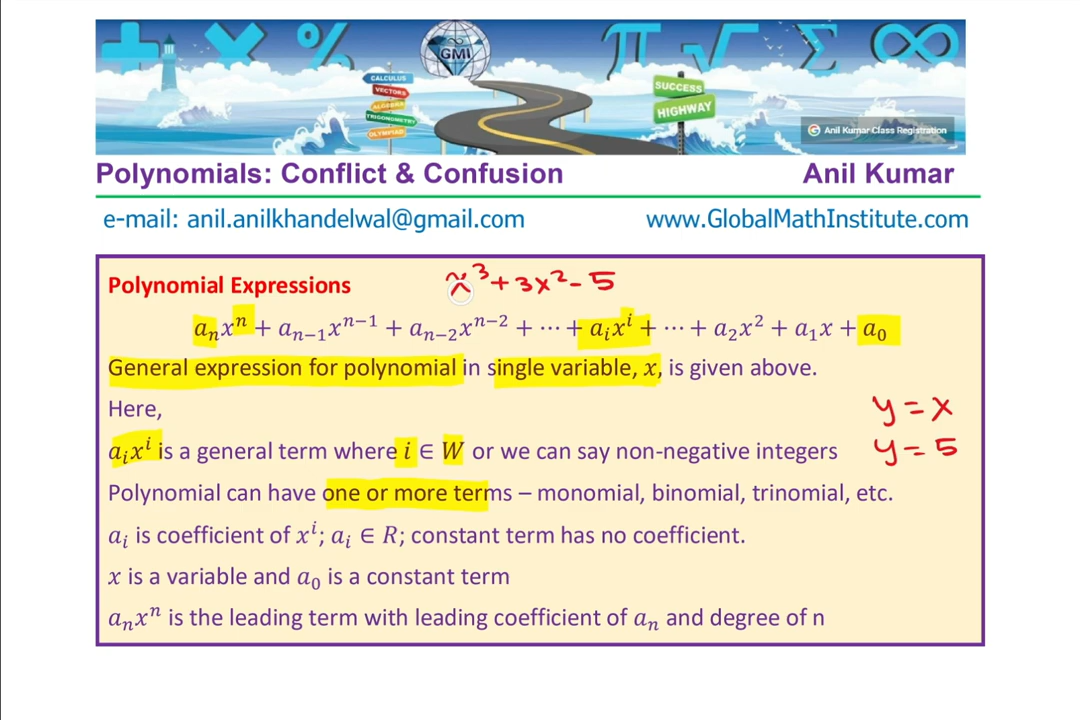 GMI
CALCULUS
VECTORS
ALGEBRA
TRIGONOMETRY
OLYMPIAD
SUCCESS
HIGHWAY
Anil Kumar Class Registration
Polynomials: Conflict & Confusion Anil Kumar
e-mail: anil.anilkhandelwal@gmail.com www.GlobalMathInstitute.com
Polynomial Expressions x³+3x²-5
aₙxⁿ + aₙ₋₁xⁿ⁻¹ + aₙ₋₂xⁿ⁻² + ⋯ + aᵢxⁱ + ⋯ + a₂x² + a₁x + a₀
General expression for polynomial in single variable, x, is given above.
Here, y=x
aᵢxⁱ is a general term where i ∈ W or we can say non-negative integers y=5
Polynomial can have one or more terms – monomial, binomial, trinomial, etc.
aᵢ is coefficient of xⁱ; aᵢ ∈ R; constant term has no coefficient.
x is a variable and a₀ is a constant term
aₙxⁿ is the leading term with leading coefficient of aₙ and degree of n